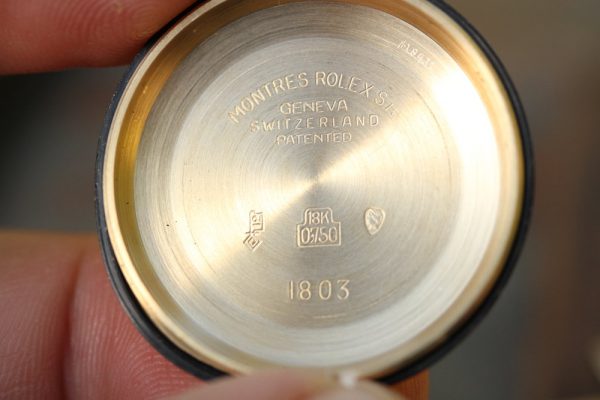 MONTRES ROLEX S.A.
GENEVA
SWITZERLAND
PATENTED
18K
0,750
1803